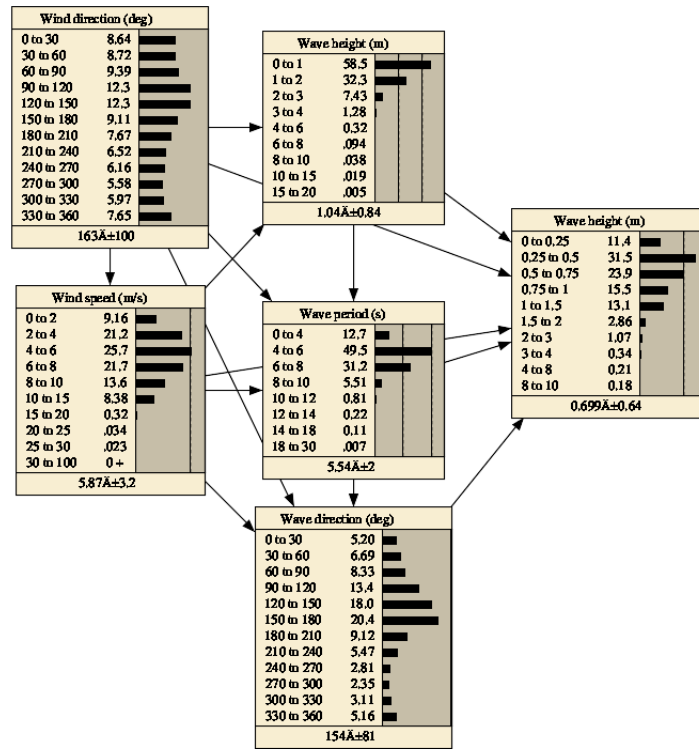 Wind direction (deg)
0 to 30 8.64
30 to 60 8.72
60 to 90 9.39
90 to 120 12.3
120 to 150 12.3
150 to 180 9.11
180 to 210 7.67
210 to 240 6.52
240 to 270 6.16
270 to 300 5.58
300 to 330 5.97
330 to 360 7.65
163Ä±100
Wave height (m)
0 to 1 58.5
1 to 2 32.3
2 to 3 7.43
3 to 4 1.28
4 to 6 0.32
6 to 8 .094
8 to 10 .038
10 to 15 .019
15 to 20 .005
1.04Ä±0.84
Wave height (m)
0 to 0.25 11.4
0.25 to 0.5 31.5
0.5 to 0.75 23.9
0.75 to 1 15.5
1 to 1.5 13.1
1.5 to 2 2.86
2 to 3 1.07
3 to 4 0.34
4 to 8 0.21
8 to 10 0.18
0.699Ä±0.64
Wind speed (m/s)
0 to 2 9.16
2 to 4 21.2
4 to 6 25.7
6 to 8 21.7
8 to 10 13.6
10 to 15 8.38
15 to 20 0.32
20 to 25 .034
25 to 30 .023
30 to 100 0 +
5.87Ä±3.2
Wave period (s)
0 to 4 12.7
4 to 6 49.5
6 to 8 31.2
8 to 10 5.51
10 to 12 0.81
12 to 14 0.22
14 to 18 0.11
18 to 30 .007
5.54Ä±2
Wave direction (deg)
0 to 30 5.20
30 to 60 6.69
60 to 90 8.33
90 to 120 13.4
120 to 150 18.0
150 to 180 20.4
180 to 210 9.12
210 to 240 5.47
240 to 270 2.81
270 to 300 2.35
300 to 330 3.11
330 to 360 5.16
154Ä±81